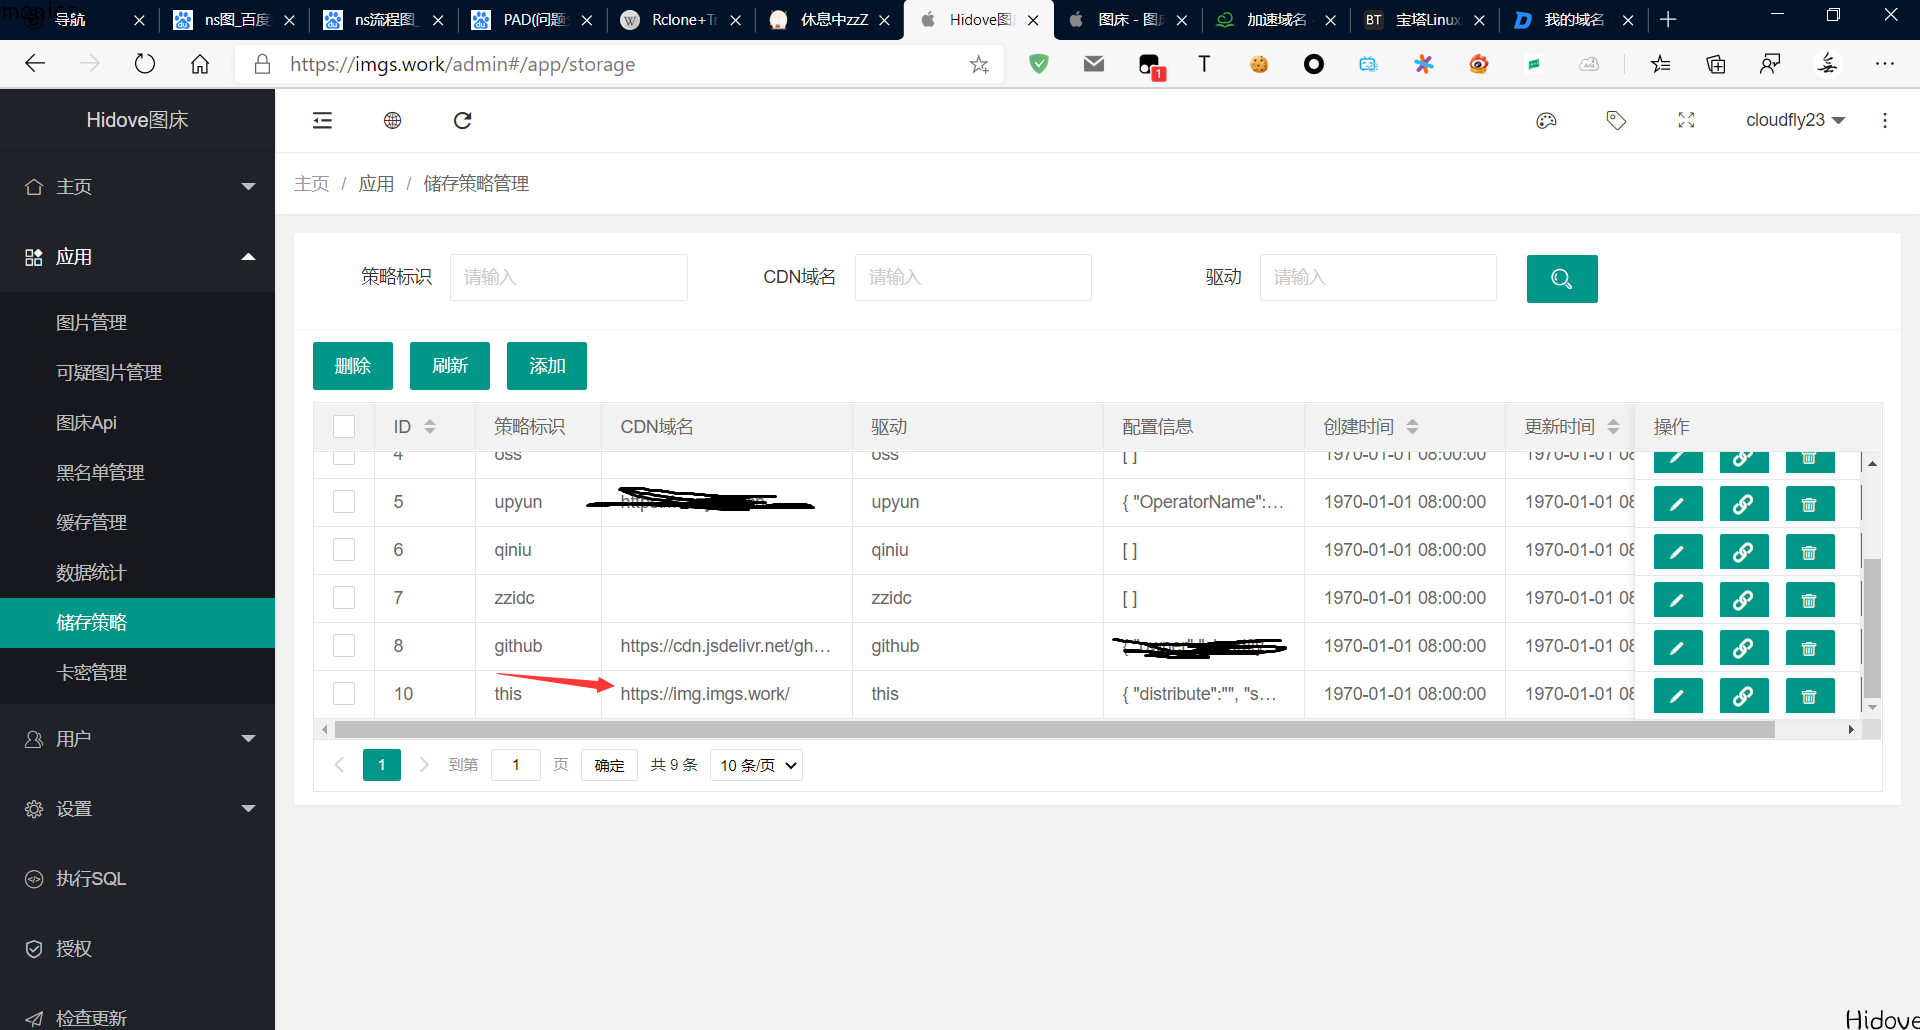 monica
导航
ns图_百度
ns流程图_
PAD(问题
Rclone+Tr
休息中zzZ
Hidove图
图床 - 图
加速域名
宝塔Linux
我的域名
https://imgs.work/admin#/app/storage
1
Hidove图床
cloudfly23
主页
应用
图片管理
可疑图片管理
图床Api
黑名单管理
缓存管理
数据统计
储存策略
卡密管理
用户
设置
执行SQL
授权
检查更新
主页 / 应用 / 储存策略管理
策略标识 请输入 CDN域名 请输入 驱动 请输入
删除 刷新 添加
ID 策略标识 CDN域名 驱动 配置信息 创建时间 更新时间 操作
4 oss oss [ ] 1970-01-01 08:00:00 1970-01-01 08
5 upyun upyun { "OperatorName":... 1970-01-01 08:00:00 1970-01-01 08
6 qiniu qiniu [ ] 1970-01-01 08:00:00 1970-01-01 08
7 zzidc zzidc [ ] 1970-01-01 08:00:00 1970-01-01 08
8 github https://cdn.jsdelivr.net/gh... github 1970-01-01 08:00:00 1970-01-01 08
10 this https://img.imgs.work/ this { "distribute":"", "s... 1970-01-01 08:00:00 1970-01-01 08
1 到第 1 页 确定 共 9 条 10 条/页
Hidove